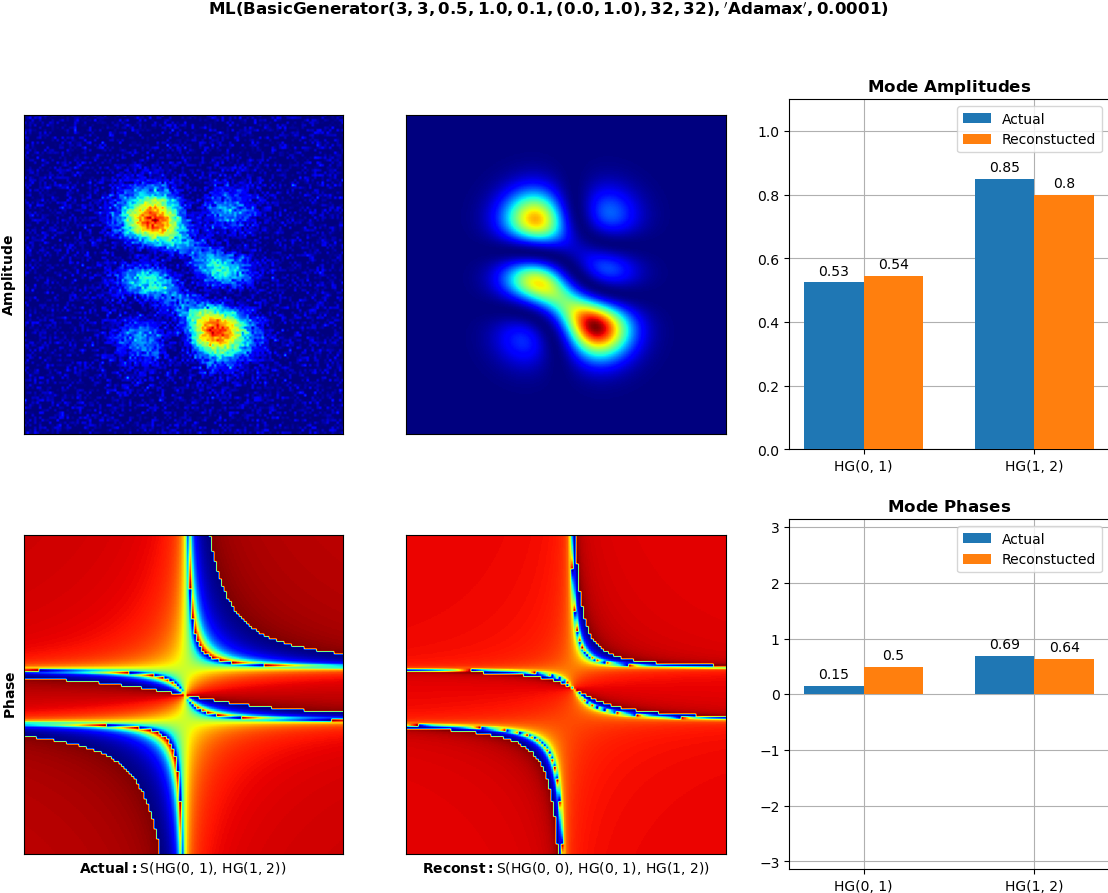 ML(BasicGenerator(3, 3, 0.5, 1.0, 0.1, (0.0, 1.0), 32, 32), ′Adamax′, 0.0001)
Amplitude
Mode Amplitudes
Actual
Reconstucted
1.0
0.8
0.6
0.4
0.2
0.0
0.53
0.54
0.85
0.8
HG(0, 1)
HG(1, 2)
Phase
Actual: S(HG(0, 1), HG(1, 2))
Reconst: S(HG(0, 0), HG(0, 1), HG(1, 2))
Mode Phases
Actual
Reconstucted
3
2
1
0
−1
−2
−3
0.15
0.5
0.69
0.64
HG(0, 1)
HG(1, 2)